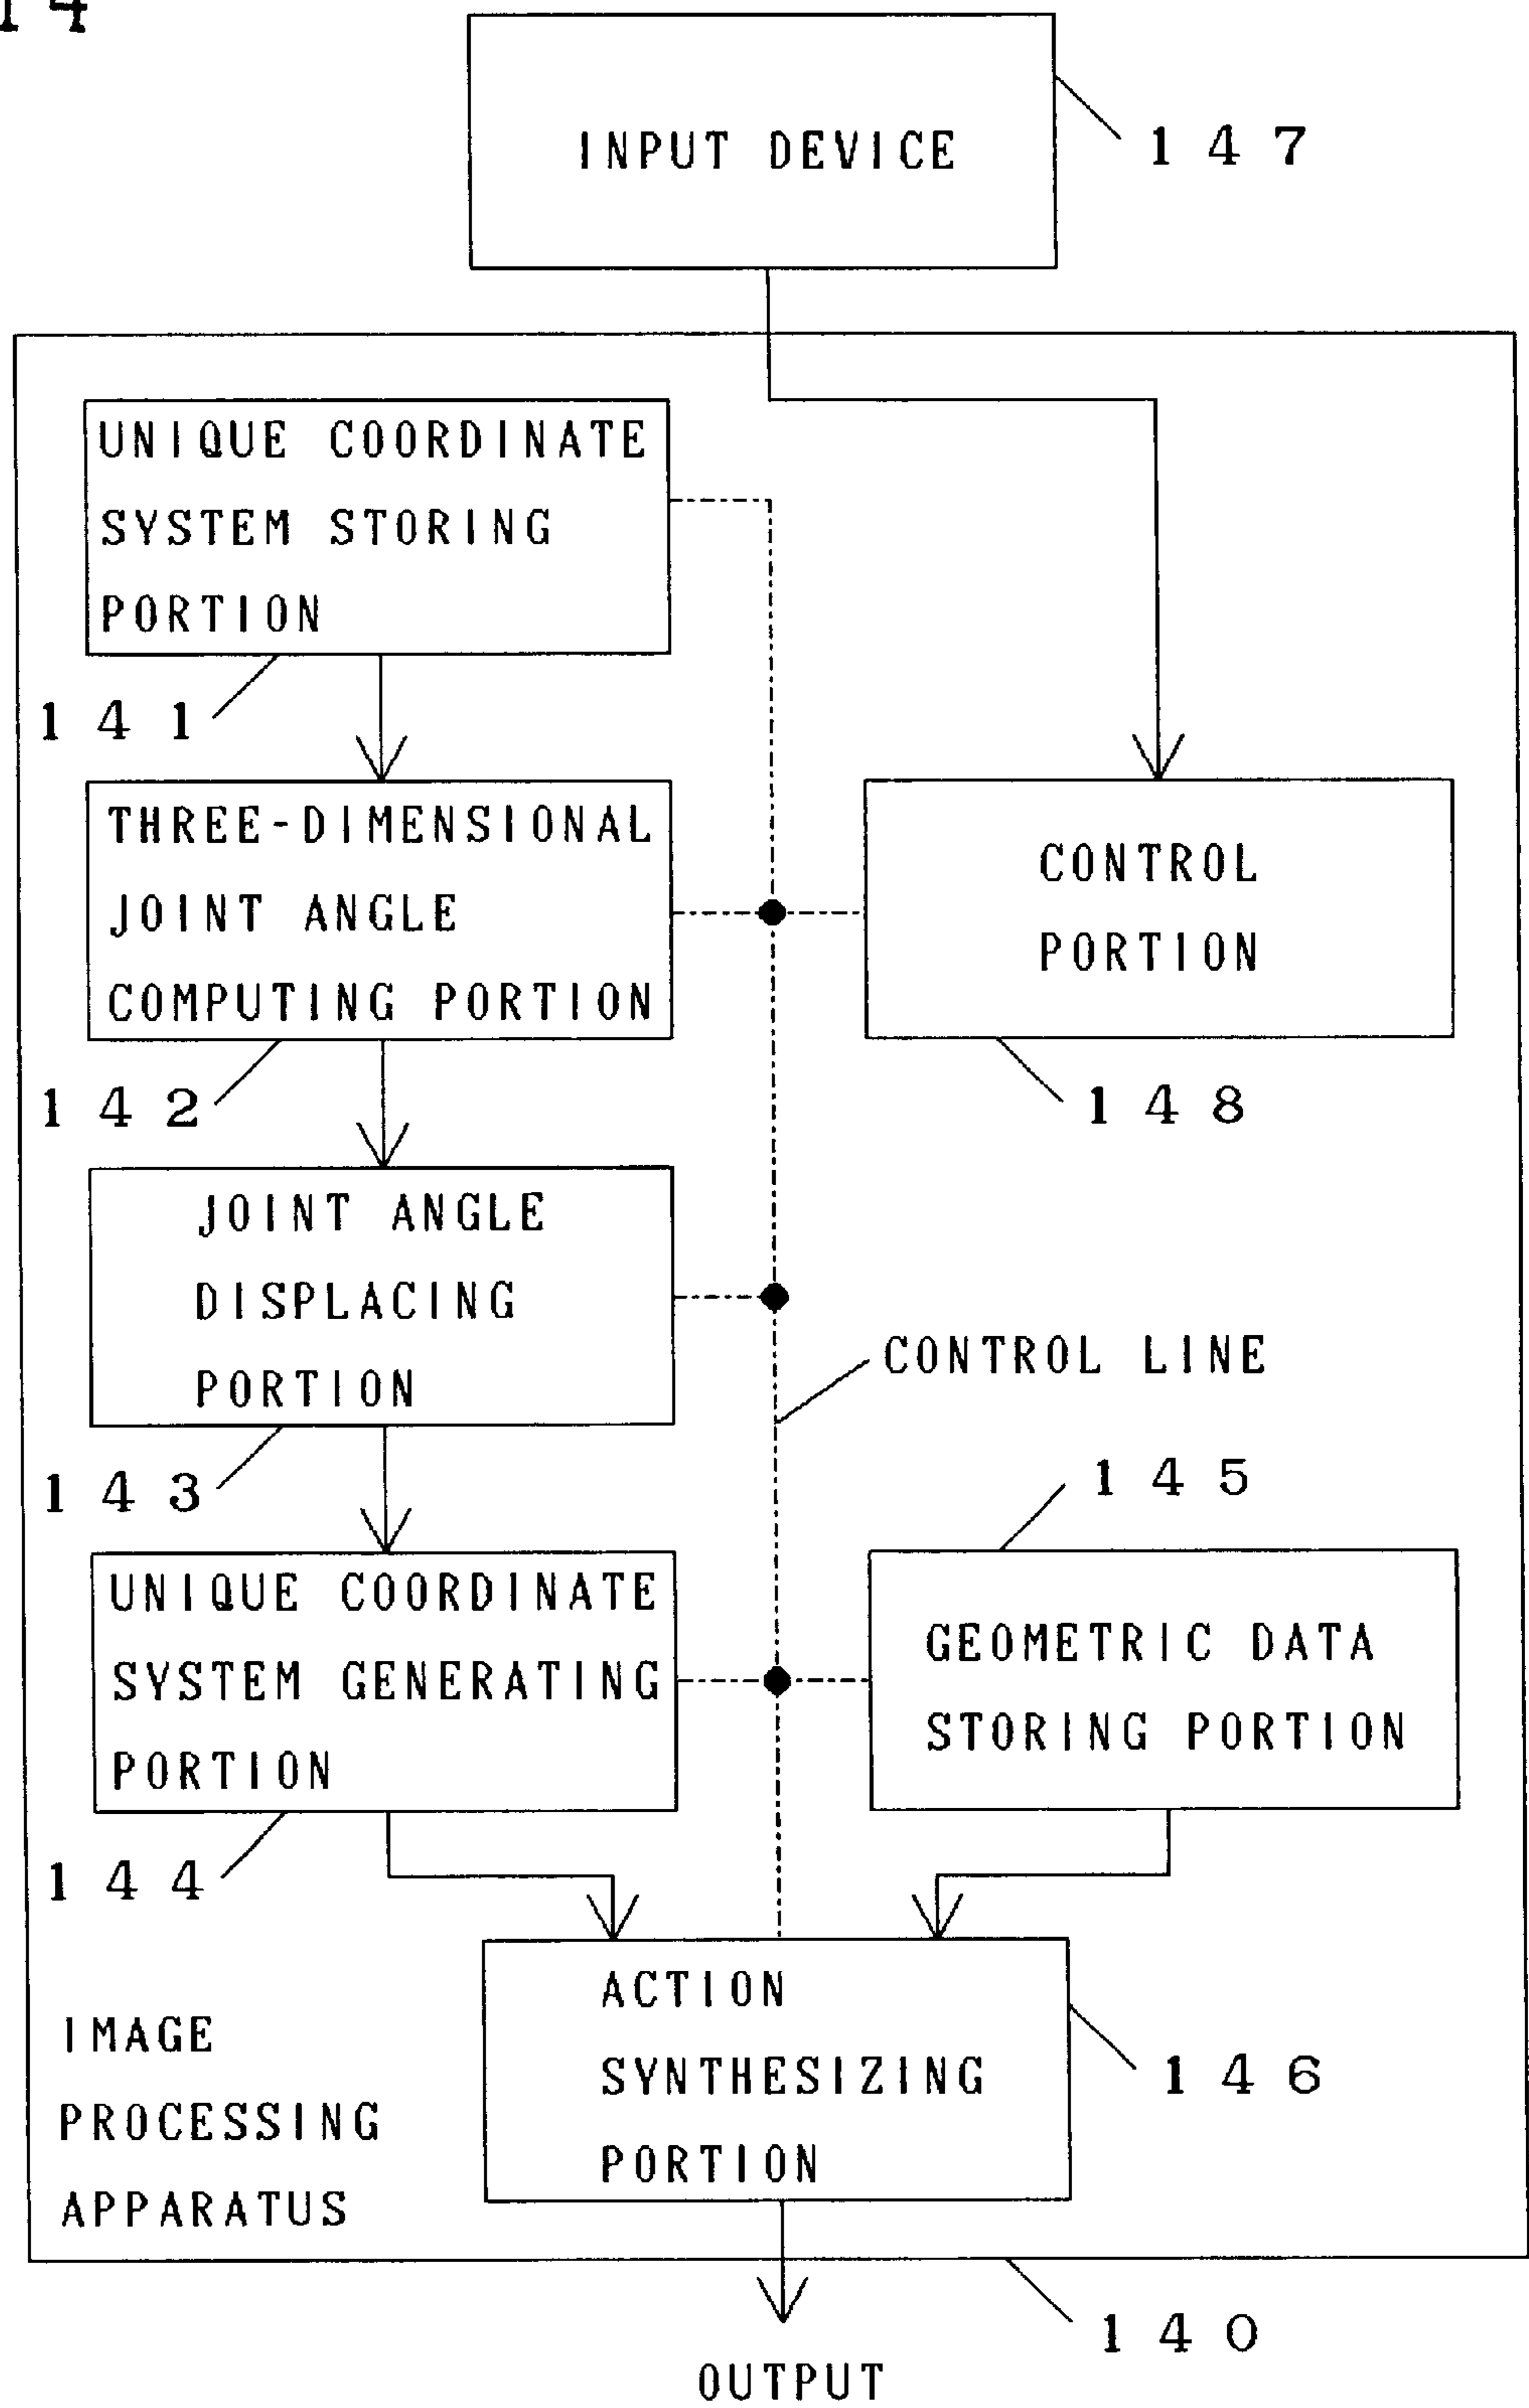 14
INPUT DEVICE
147
UNIQUE COORDINATE
SYSTEM STORING
PORTION
141
THREE-DIMENSIONAL
JOINT ANGLE
COMPUTING PORTION
142
CONTROL
PORTION
148
JOINT ANGLE
DISPLACING
PORTION
143
CONTROL LINE
145
UNIQUE COORDINATE
SYSTEM GENERATING
PORTION
144
GEOMETRIC DATA
STORING PORTION
ACTION
SYNTHESIZING
PORTION
146
IMAGE
PROCESSING
APPARATUS
140
OUTPUT